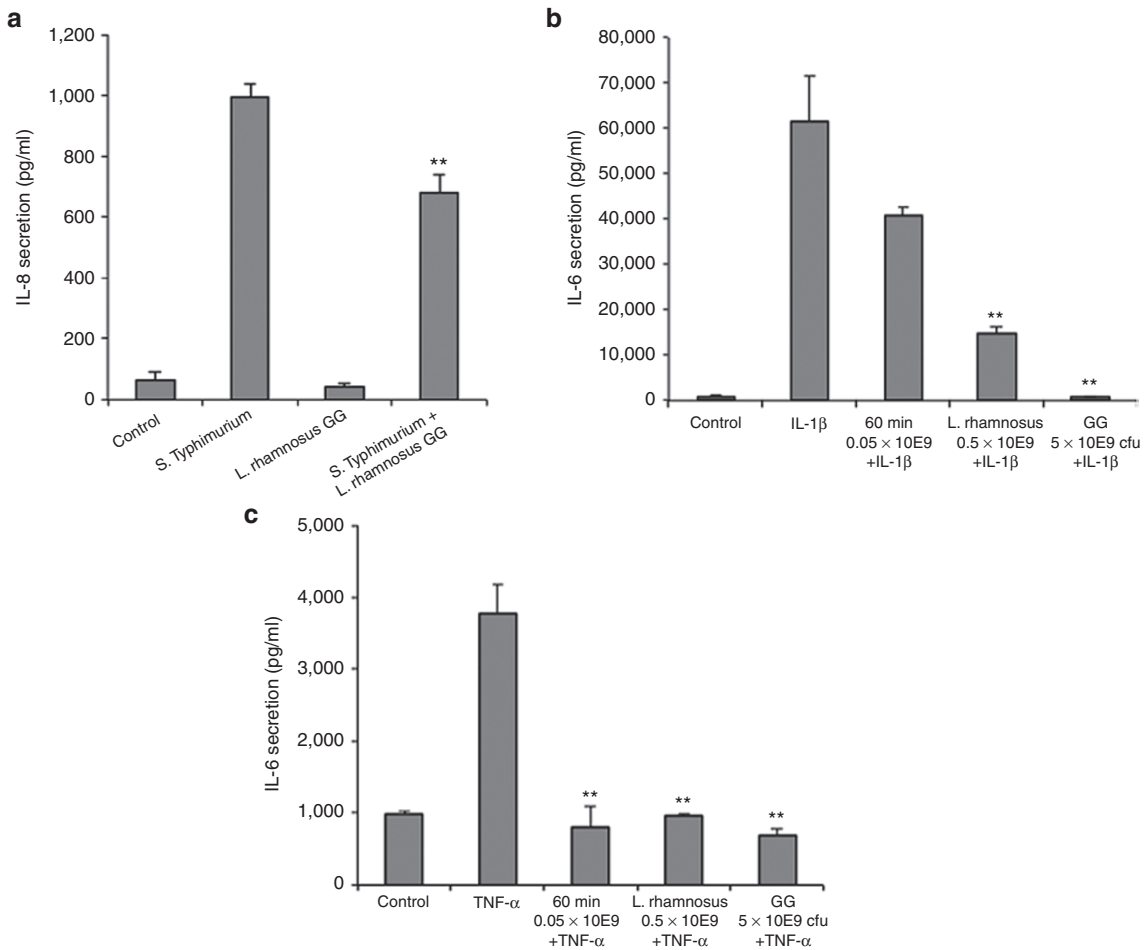 a
IL-8 secretion (pg/ml)
1,200
1,000
800
600
400
200
0
**
Control
S. Typhimurium
L. rhamnosus GG
S. Typhimurium +
L. rhamnosus GG
b
IL-6 secretion (pg/ml)
80,000
70,000
60,000
50,000
40,000
30,000
20,000
10,000
0
**
**
Control
IL-1β
60 min
0.05 × 10E9
+IL-1β
L. rhamnosus
0.5 × 10E9
+IL-1β
GG
5 × 10E9 cfu
+IL-1β
c
IL-6 secretion (pg/ml)
5,000
4,000
3,000
2,000
1,000
0
**
**
**
Control
TNF-α
60 min
0.05 × 10E9
+TNF-α
L. rhamnosus
0.5 × 10E9
+TNF-α
GG
5 × 10E9 cfu
+TNF-α